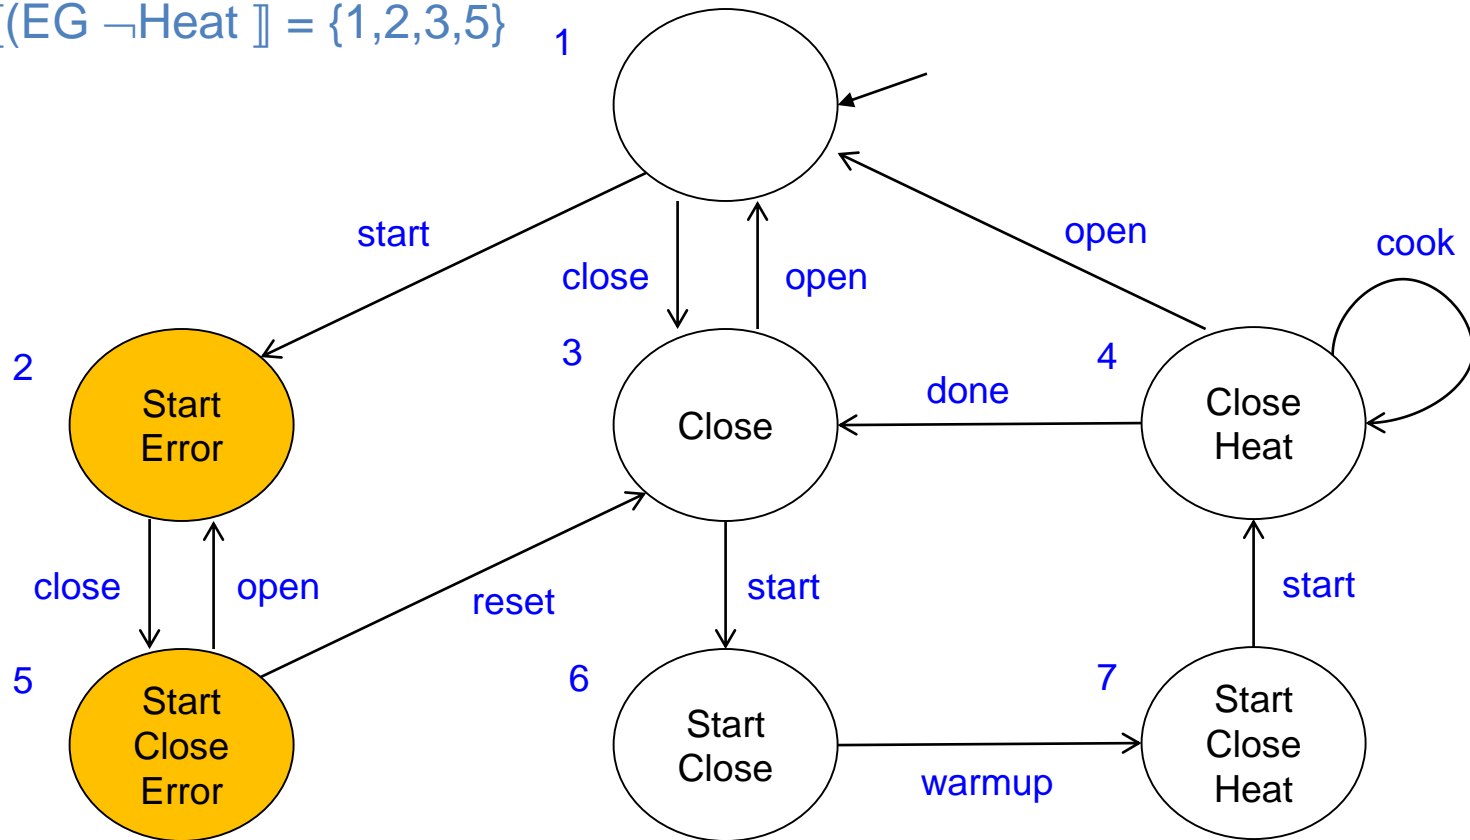 ⟦(EG ¬Heat ⟧ = {1,2,3,5}
1
start
close
open
open
cook
2
Start
Error
3
Close
done
4
Close
Heat
close
open
reset
start
start
5
Start
Close
Error
6
Start
Close
warmup
7
Start
Close
Heat